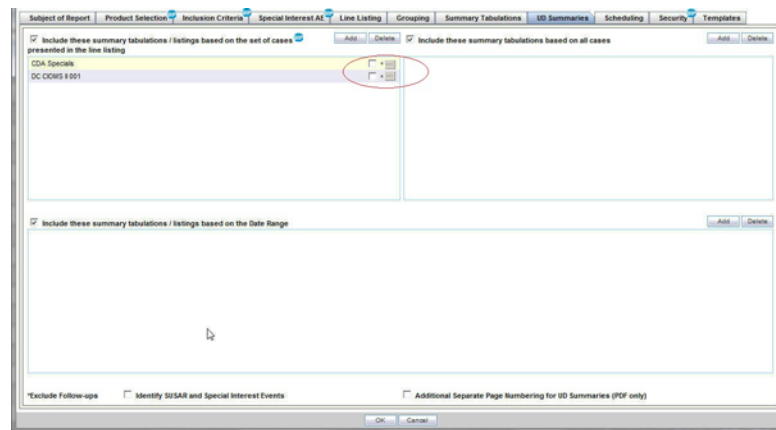 Subject of Report Product Selection Inclusion Criteria Special Interest AE Line Listing Grouping Summary Tabulations UD Summaries Scheduling Security Templates
Include these summary tabulations / listings based on the set of cases Add Delete Include these summary tabulations based on all cases Add Delete
presented in the line listing
CDA Specials *
DC CIOMS II 001 *
Include these summary tabulations / listings based on the Date Range Add Delete
*Exclude Follow-ups Identify SUSAR and Special Interest Events Additional Separate Page Numbering for UD Summaries (PDF only)
OK Cancel